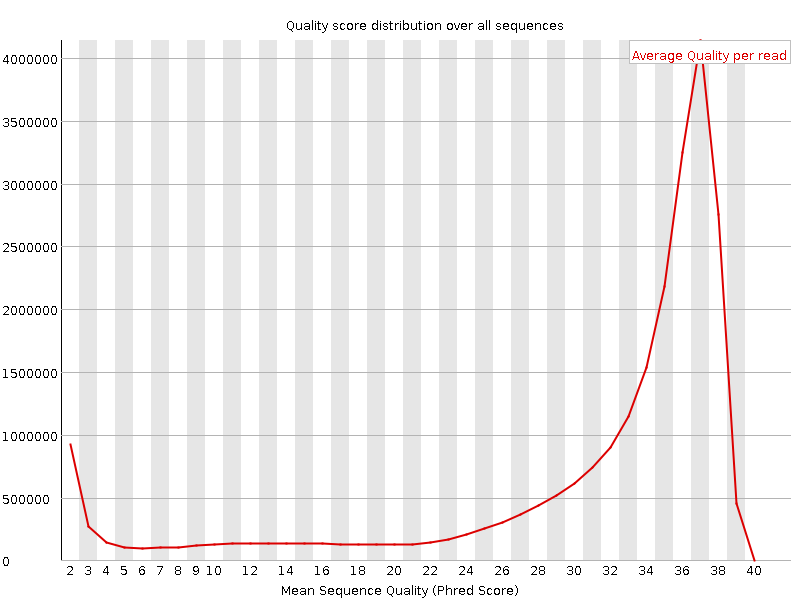 Quality score distribution over all sequences
Average Quality per read
4000000
3500000
3000000
2500000
2000000
1500000
1000000
500000
0
2 3 4 5 6 7 8 9 10 12 14 16 18 20 22 24 26 28 30 32 34 36 38 40
Mean Sequence Quality (Phred Score)